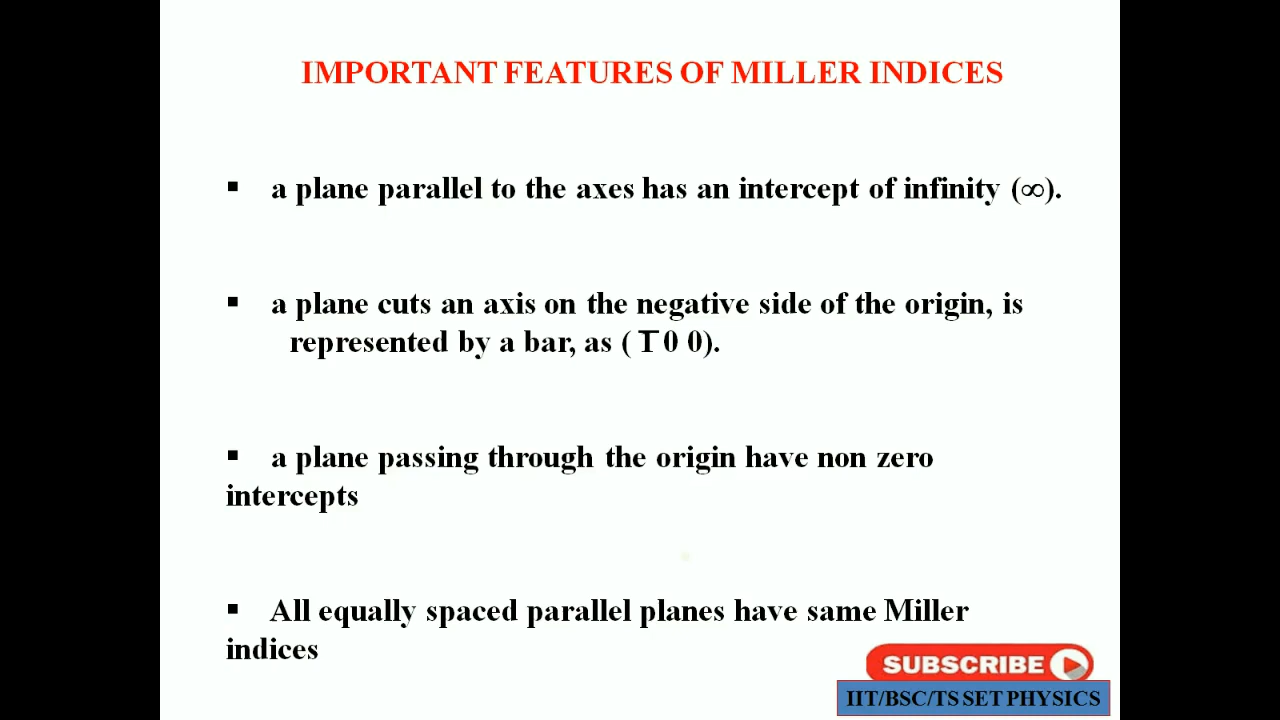 IMPORTANT FEATURES OF MILLER INDICES
▪ a plane parallel to the axes has an intercept of infinity (∞).
▪ a plane cuts an axis on the negative side of the origin, is
represented by a bar, as ( 1̅ 0 0).
▪ a plane passing through the origin have non zero
intercepts
▪ All equally spaced parallel planes have same Miller
indices
SUBSCRIBE
IIT/BSC/TS SET PHYSICS